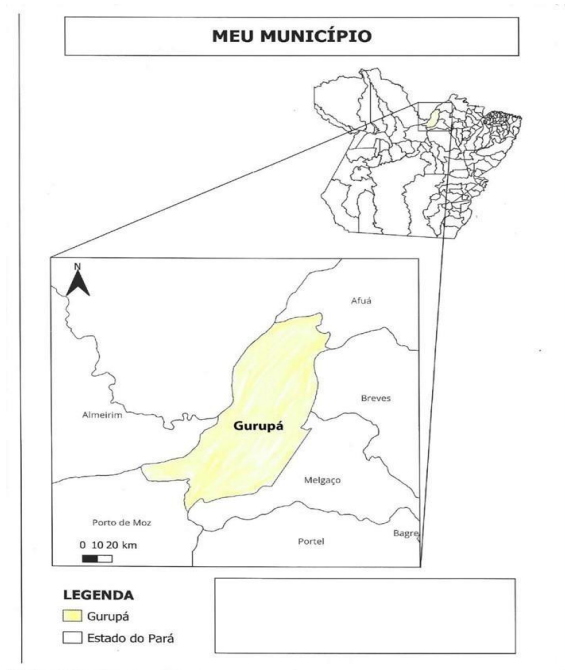 MEU MUNICÍPIO
N
Afuá
Almeirim
Breves
Gurupá
Melgaço
Porto de Moz
Portel
Bagre
0 10 20 km
LEGENDA
Gurupá
Estado do Pará